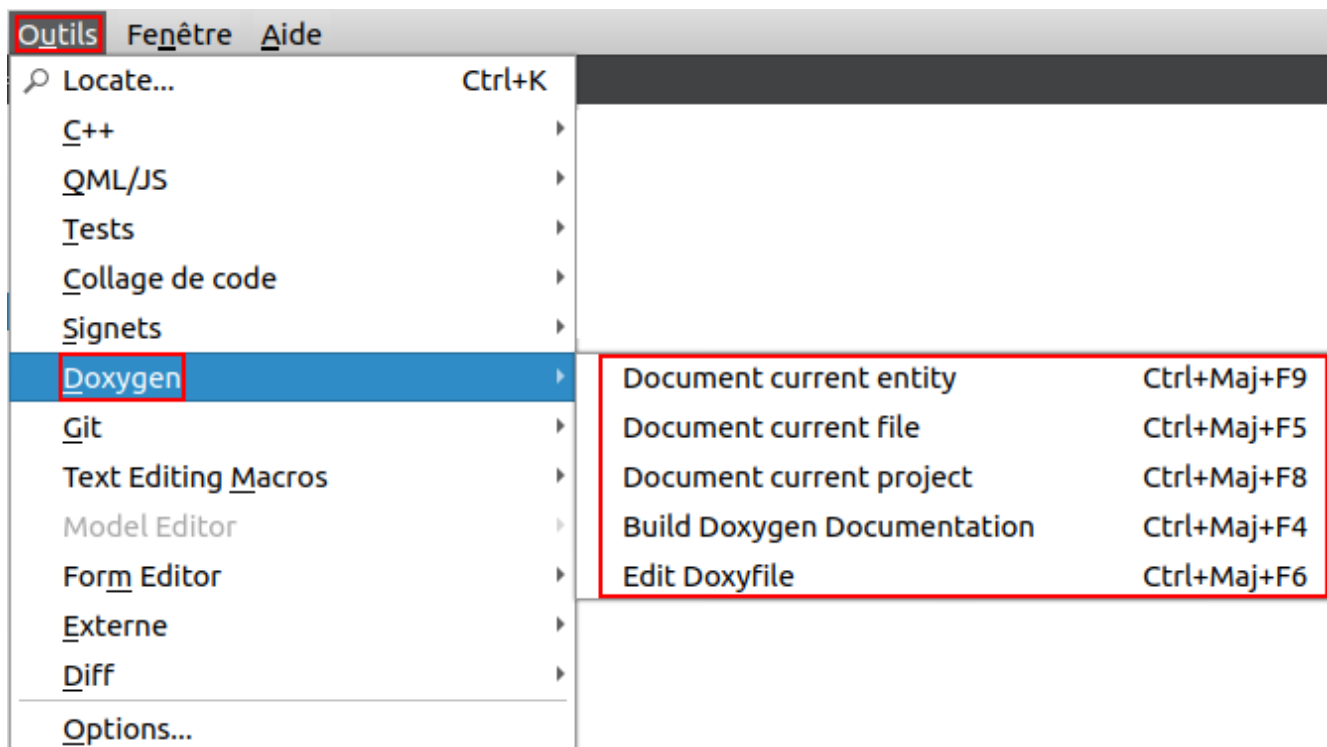 Outils Fenêtre Aide
Locate... Ctrl+K
C++
QML/JS
Tests
Collage de code
Signets
Doxygen
Document current entity Ctrl+Maj+F9
Git
Document current file Ctrl+Maj+F5
Text Editing Macros
Document current project Ctrl+Maj+F8
Model Editor
Build Doxygen Documentation Ctrl+Maj+F4
Form Editor
Edit Doxyfile Ctrl+Maj+F6
Externe
Diff
Options...